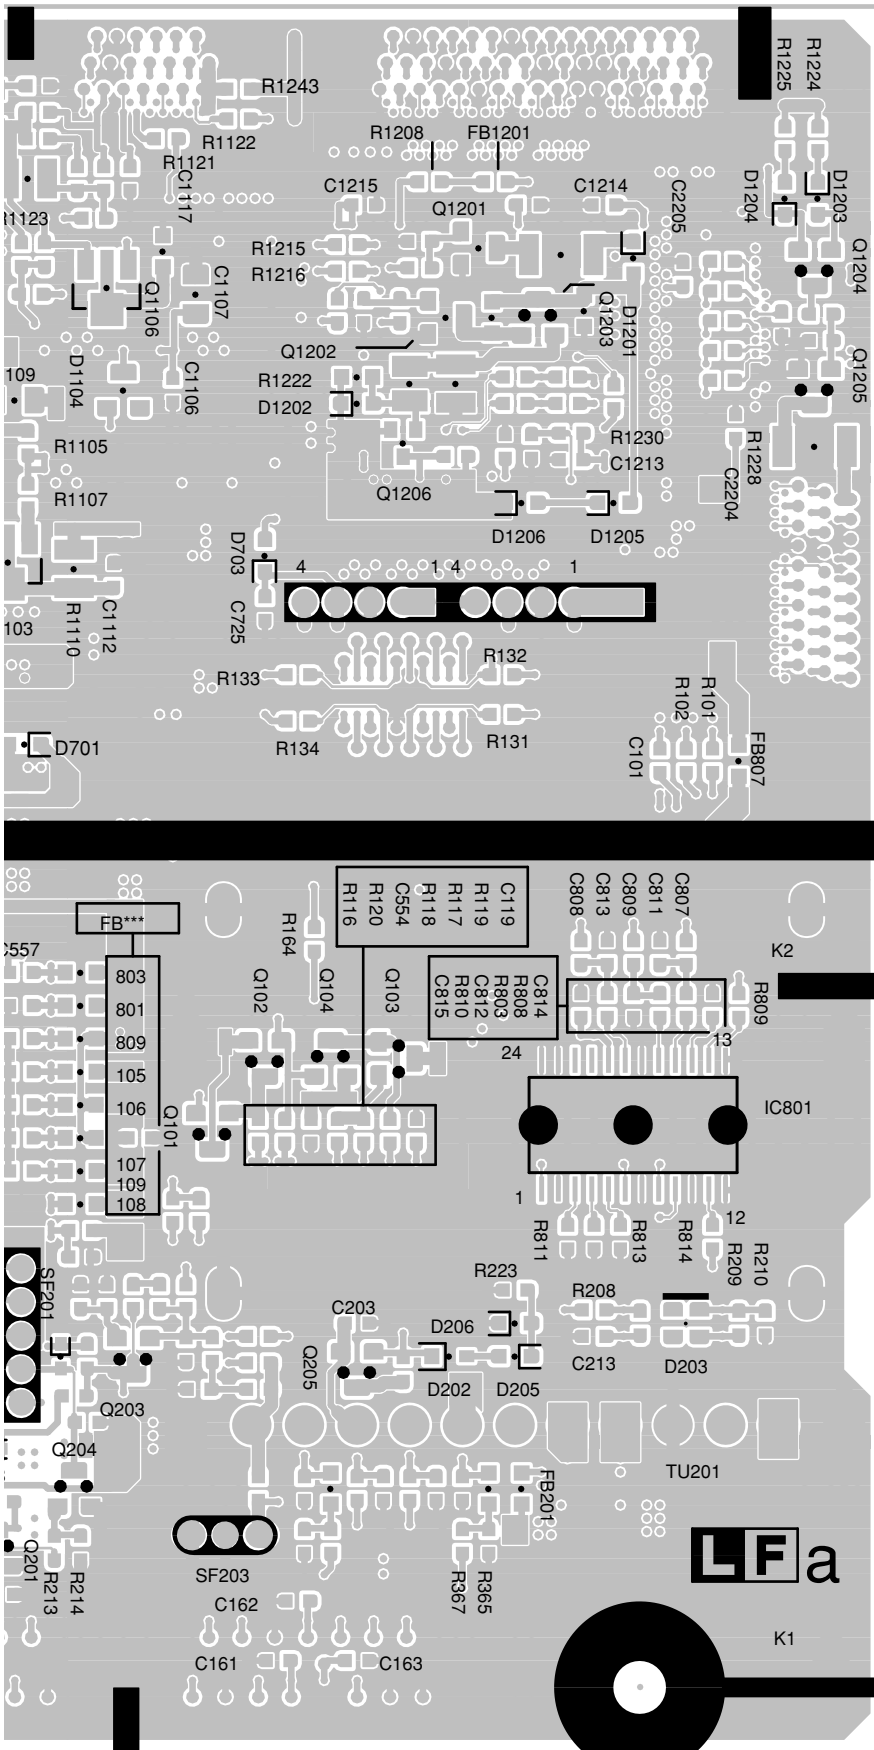 R1225
R1224
R1243
R1122
R1121
R1208
FB1201
C1117
C1215
Q1201
C1214
C2205
D1204
D1203
R1123
R1215
R1216
Q1204
Q1106
C1107
Q1203
D1201
Q1202
109
D1104
C1106
R1222
D1202
Q1205
R1105
R1230
C1213
R1228
C2204
R1107
Q1206
D1206
D1205
D703
4
1
4
1
103
R1110
C1112
C725
R133
R132
R134
R131
R102
R101
D701
C101
FB807
R116
R120
C554
R118
R117
R119
C119
C808
C813
C809
C811
C807
FB***
R164
C557
K2
803
Q102
Q104
Q103
C815
R810
C812
R803
R808
C814
R809
801
809
24
13
105
106
Q101
IC801
107
109
108
1
12
R811
R813
R814
R209
R210
SF201
R223
R208
C203
D206
Q205
C213
D203
D202
D205
Q203
Q204
TU201
FB201
Q201
R213
R214
SF203
R367
R365
LFa
C162
K1
C161
C163